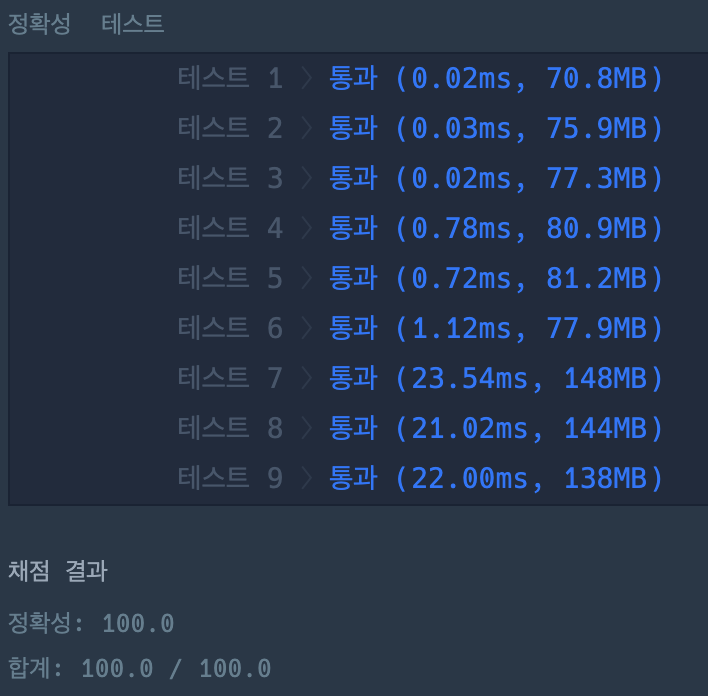 정확성 테스트
테스트 1 〉 통과 (0.02ms, 70.8MB)
테스트 2 〉 통과 (0.03ms, 75.9MB)
테스트 3 〉 통과 (0.02ms, 77.3MB)
테스트 4 〉 통과 (0.78ms, 80.9MB)
테스트 5 〉 통과 (0.72ms, 81.2MB)
테스트 6 〉 통과 (1.12ms, 77.9MB)
테스트 7 〉 통과 (23.54ms, 148MB)
테스트 8 〉 통과 (21.02ms, 144MB)
테스트 9 〉 통과 (22.00ms, 138MB)
채점 결과
정확성: 100.0
합계: 100.0 / 100.0